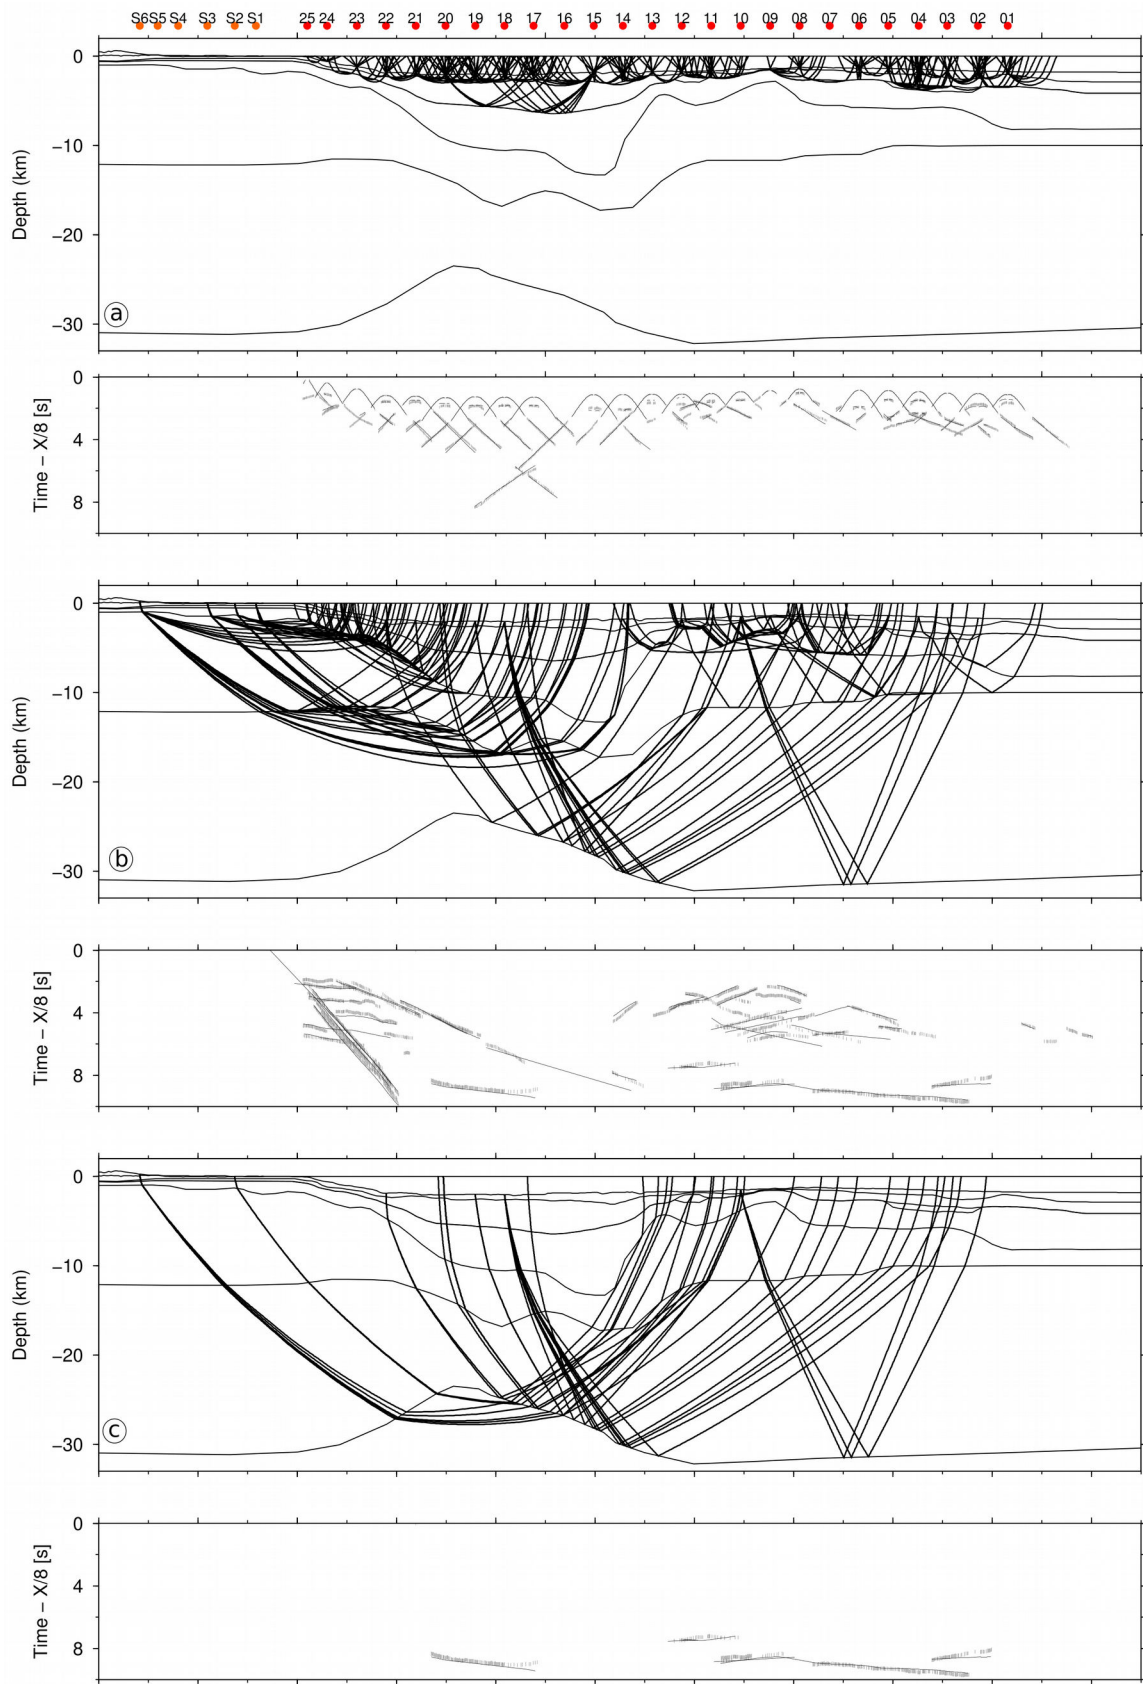 S6 S5 S4 S3 S2 S1 25 24 23 22 21 20 19 18 17 16 15 14 13 12 11 10 09 08 07 06 05 04 03 02 01
0
−10
−20
−30
Depth (km)
a
0
4
8
Time − X/8 [s]
0
−10
−20
−30
Depth (km)
b
0
4
8
Time − X/8 [s]
0
−10
−20
−30
Depth (km)
c
0
4
8
Time − X/8 [s]